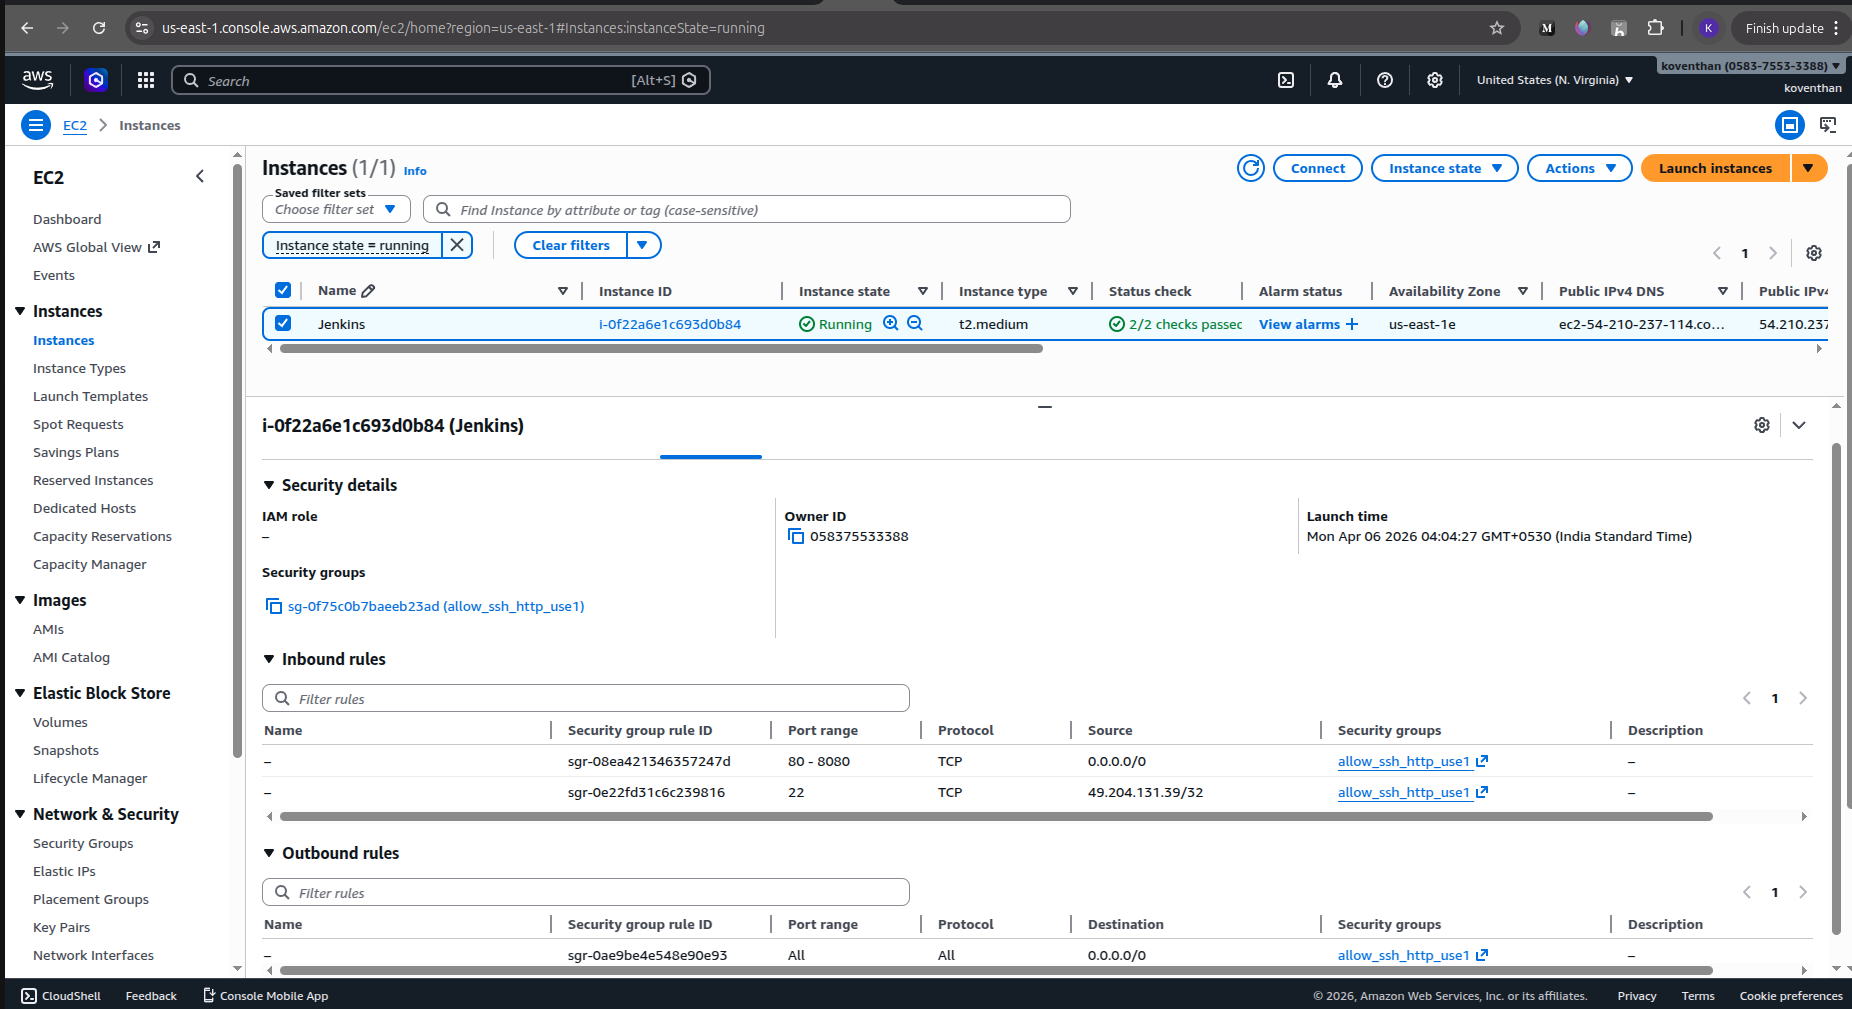 us-east-1.console.aws.amazon.com/ec2/home?region=us-east-1#Instances:instanceState=running
M
K
Finish update
aws
Search
[Alt+S]
United States (N. Virginia)
koventhan (0583-7553-3388)
koventhan
EC2
Instances
EC2
Dashboard
AWS Global View
Events
Instances
Instances
Instance Types
Launch Templates
Spot Requests
Savings Plans
Reserved Instances
Dedicated Hosts
Capacity Reservations
Capacity Manager
Images
AMIs
AMI Catalog
Elastic Block Store
Volumes
Snapshots
Lifecycle Manager
Network & Security
Security Groups
Elastic IPs
Placement Groups
Key Pairs
Network Interfaces
Instances (1/1) Info
Connect
Instance state
Actions
Launch instances
Saved filter sets
Choose filter set
Find Instance by attribute or tag (case-sensitive)
Instance state = running
Clear filters
1
Name Instance ID Instance state Instance type Status check Alarm status Availability Zone Public IPv4 DNS Public IPv4
Jenkins i-0f22a6e1c693d0b84 Running t2.medium 2/2 checks passec View alarms + us-east-1e ec2-54-210-237-114.co... 54.210.237
i-0f22a6e1c693d0b84 (Jenkins)
Security details
IAM role
–
Owner ID
058375533388
Launch time
Mon Apr 06 2026 04:04:27 GMT+0530 (India Standard Time)
Security groups
sg-0f75c0b7baeeb23ad (allow_ssh_http_use1)
Inbound rules
Filter rules
1
Name Security group rule ID Port range Protocol Source Security groups Description
– sgr-08ea421346357247d 80 - 8080 TCP 0.0.0.0/0 allow_ssh_http_use1 –
– sgr-0e22fd31c6c239816 22 TCP 49.204.131.39/32 allow_ssh_http_use1 –
Outbound rules
Filter rules
1
Name Security group rule ID Port range Protocol Destination Security groups Description
– sgr-0ae9be4e548e90e93 All All 0.0.0.0/0 allow_ssh_http_use1 –
CloudShell
Feedback
Console Mobile App
© 2026, Amazon Web Services, Inc. or its affiliates.
Privacy
Terms
Cookie preferences